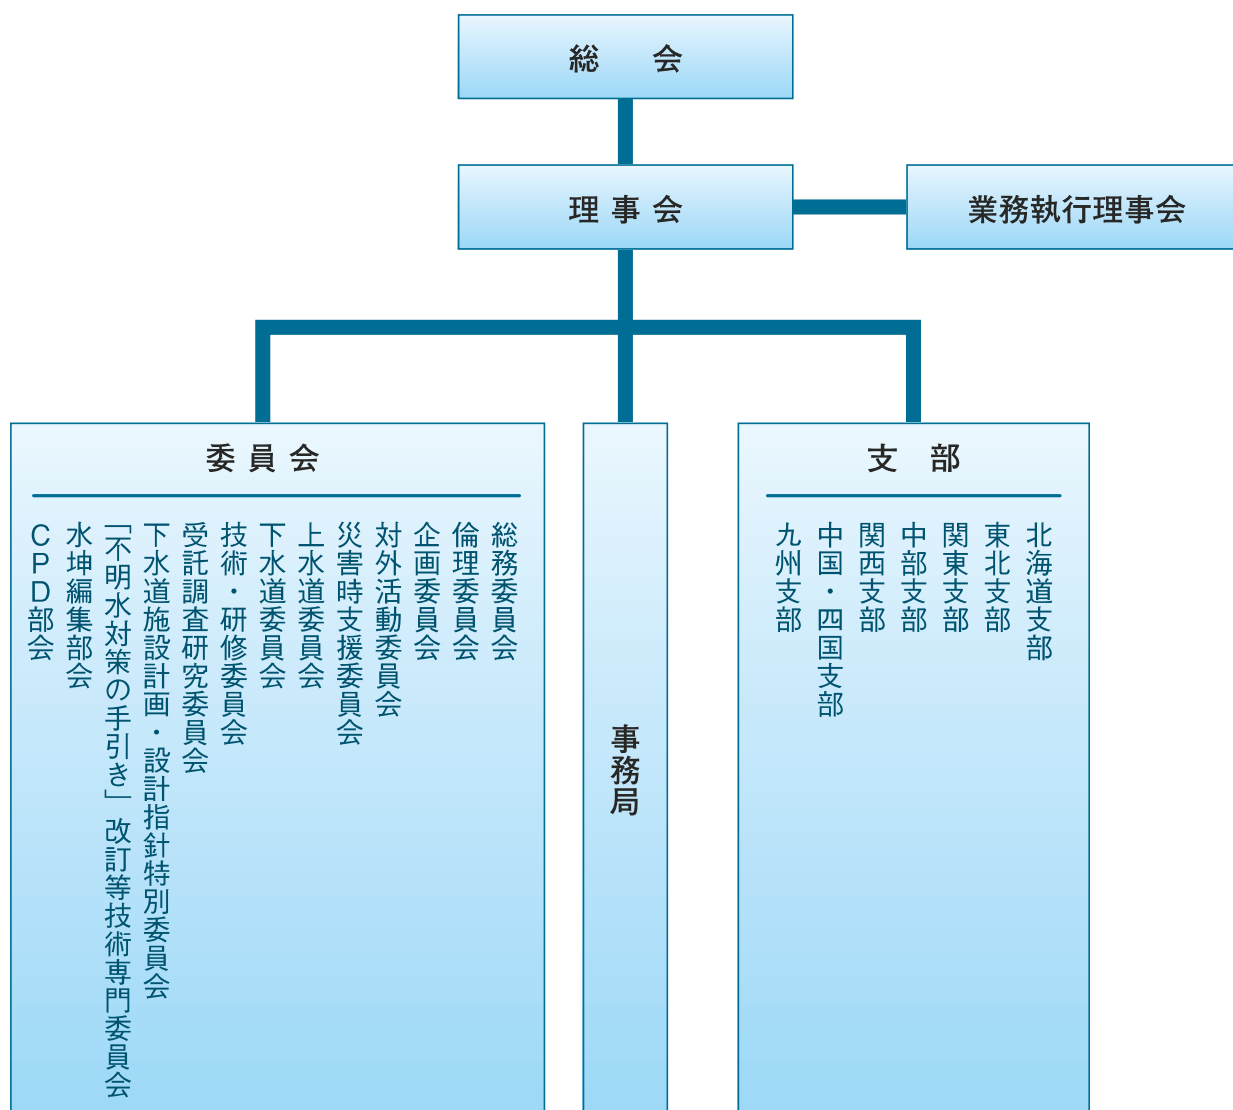 総会
理事会
業務執行理事会
委員会
総務委員会
倫理委員会
企画委員会
対外活動委員会
災害時支援委員会
上水道委員会
下水道委員会
技術・研修委員会
受託調査研究委員会
下水道施設計画・設計指針特別委員会
「不明水対策の手引き」改訂等技術専門委員会
水坤編集部会
CPD部会
事務局
支部
北海道支部
東北支部
関東支部
中部支部
関西支部
中国・四国支部
九州支部